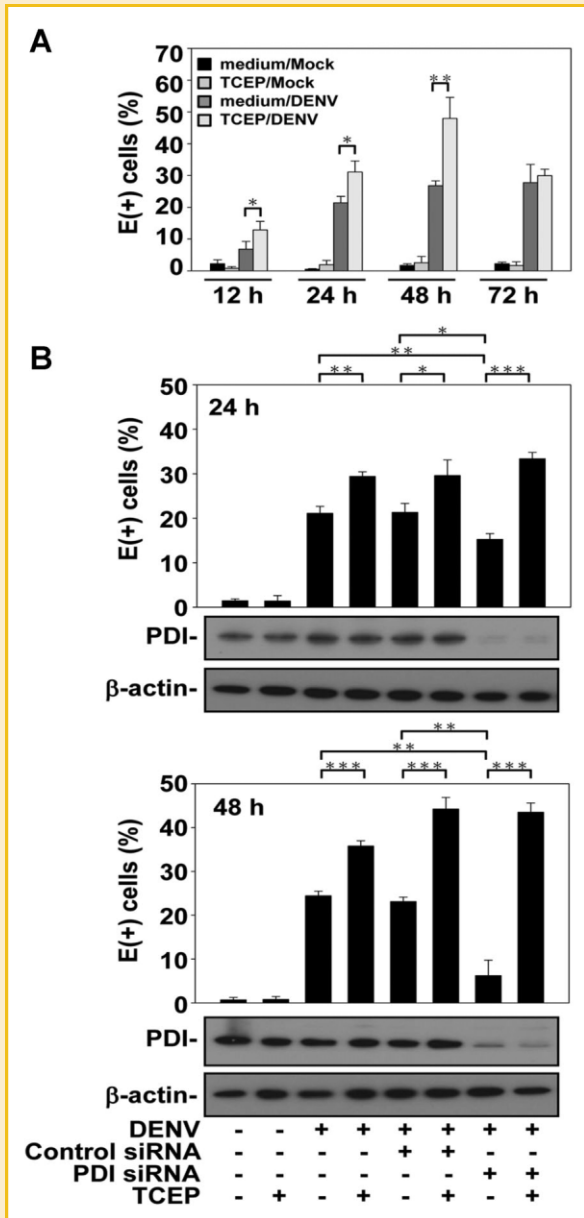 A
70
60
50
40
30
20
10
0
E(+) cells (%)
medium/Mock
TCEP/Mock
medium/DENV
TCEP/DENV
*
*
**
12 h 24 h 48 h 72 h
B
*
**
** * ***
50
40
30
20
10
0
E(+) cells (%)
24 h
PDI-
β-actin-
**
**
*** *** ***
50
40
30
20
10
0
E(+) cells (%)
48 h
PDI-
β-actin-
DENV - - + + + + + +
Control siRNA + +
PDI siRNA + +
TCEP - + - + - + - +